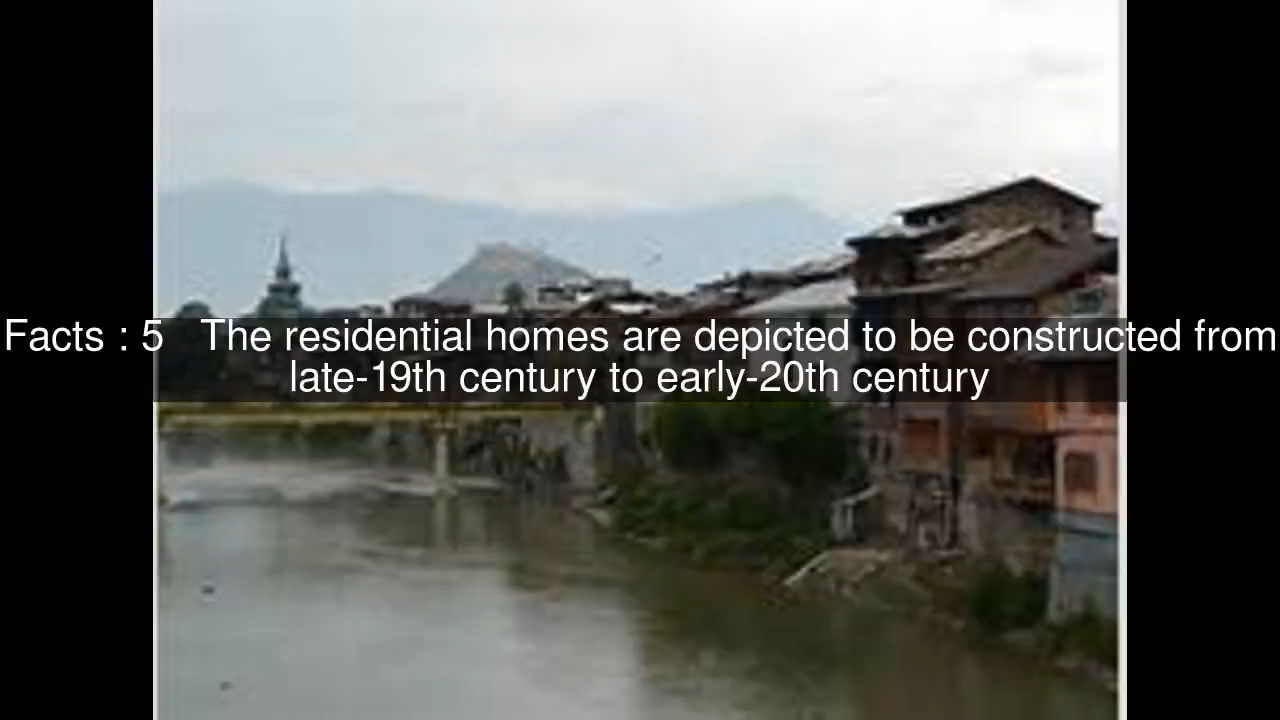 Facts : 5 The residential homes are depicted to be constructed from
late-19th century to early-20th century